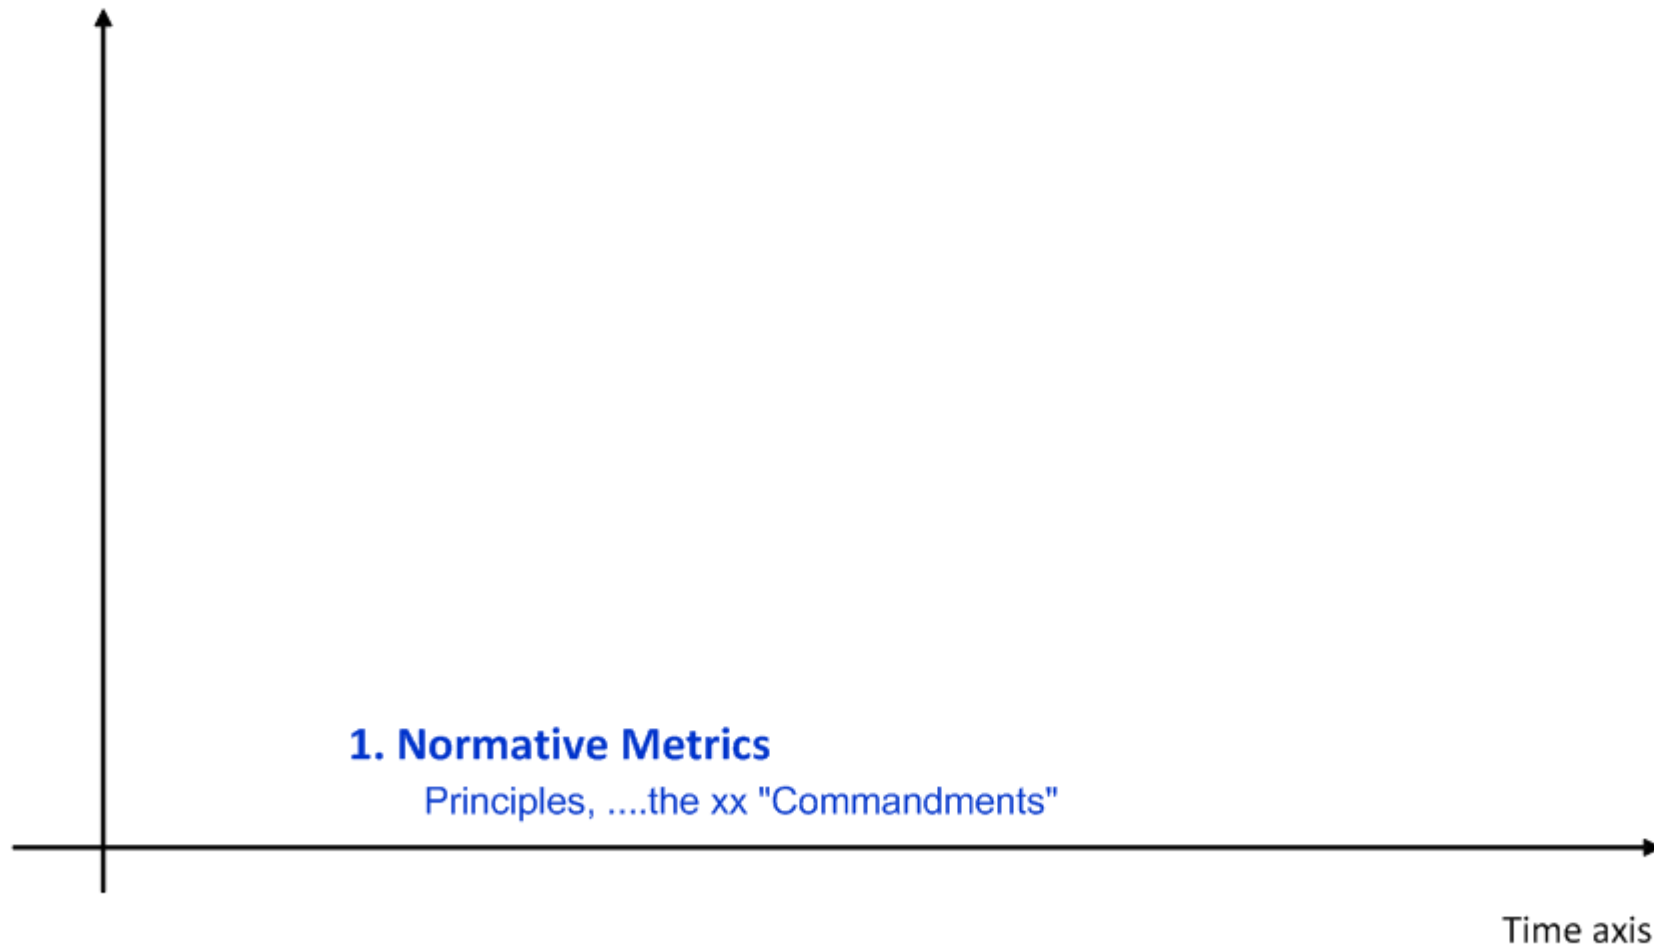 1. Normative Metrics
Principles, ....the xx "Commandments"
Time axis